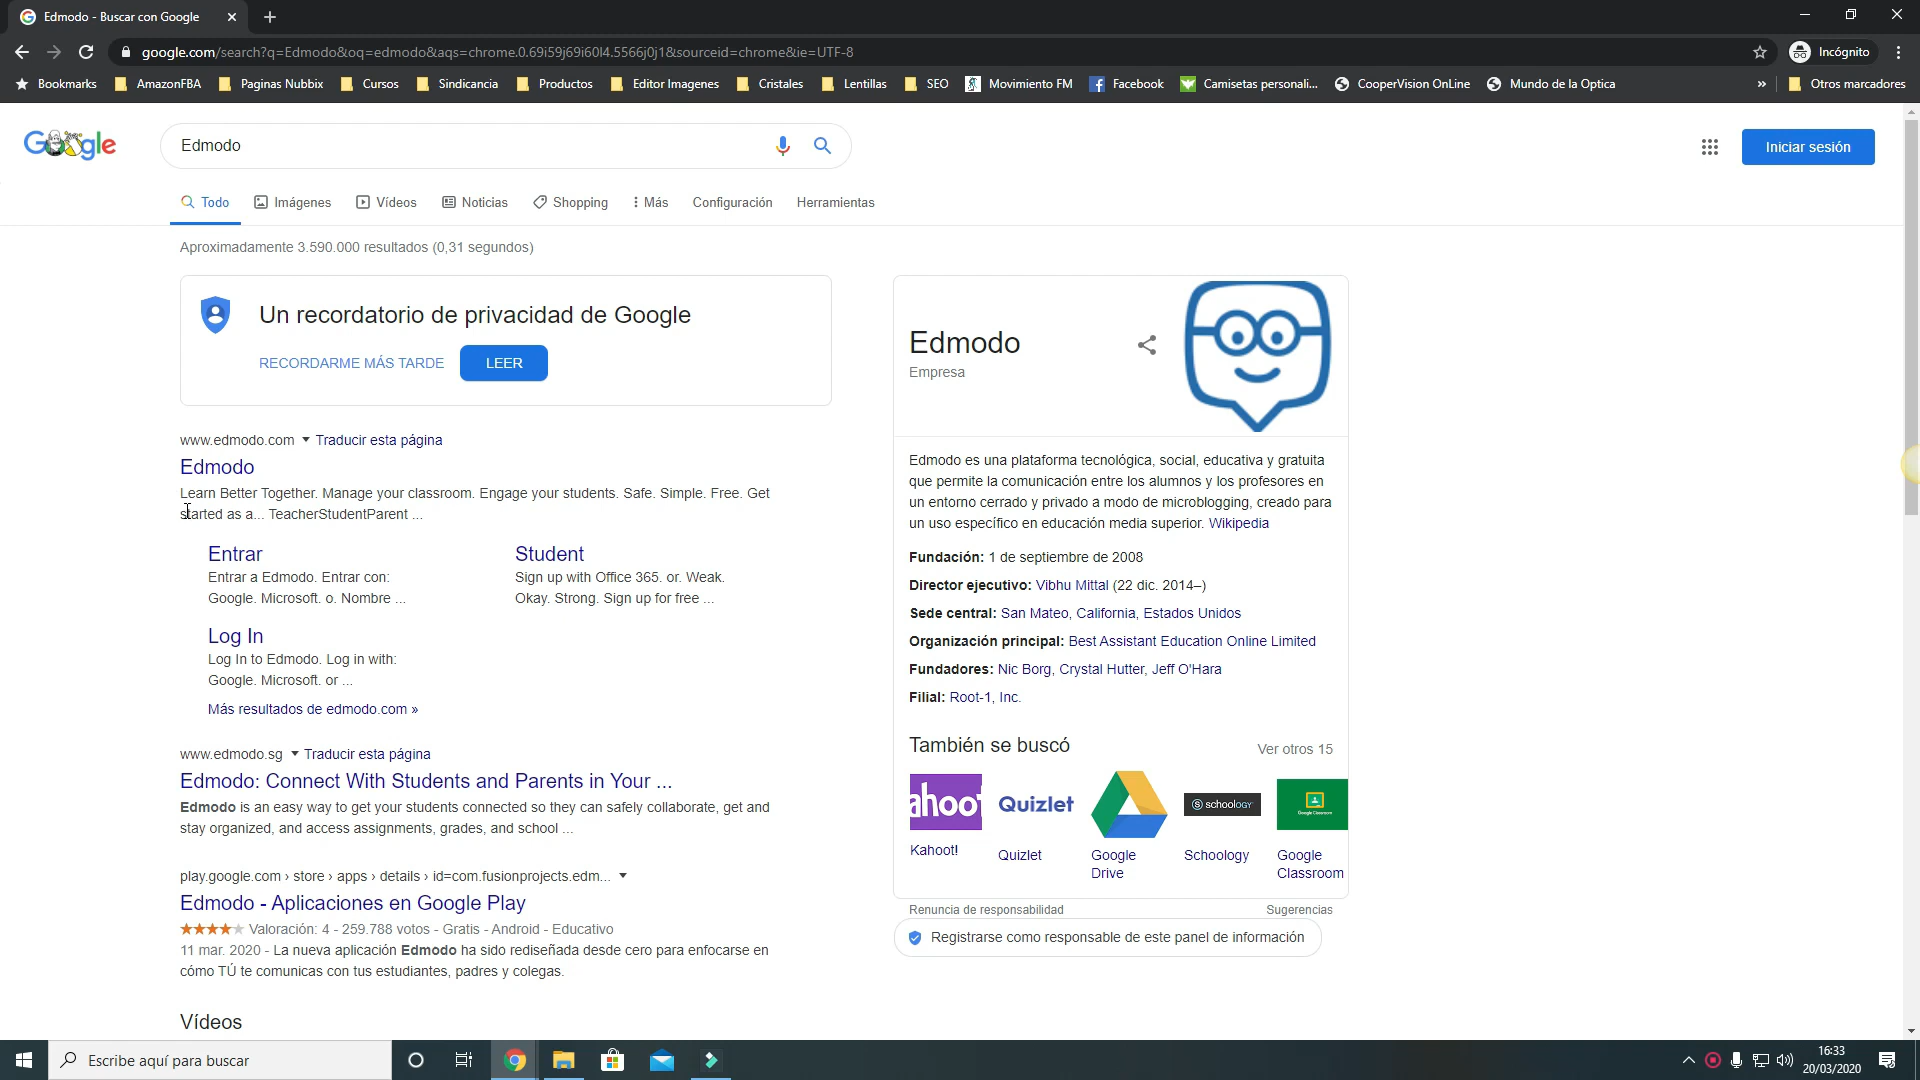 Edmodo - Buscar con Google
google.com/search?q=Edmodo&oq=edmodo&aqs=chrome.0.69i59j69i60l4.5566j0j1&sourceid=chrome&ie=UTF-8
Incógnito
Bookmarks AmazonFBA Paginas Nubbix Cursos Sindicancia Productos Editor Imagenes Cristales Lentillas SEO Movimiento FM Facebook Camisetas personali... CooperVision OnLine Mundo de la Optica » Otros marcadores
Google
Edmodo
Iniciar sesión
Todo Imágenes Vídeos Noticias Shopping Más Configuración Herramientas
Aproximadamente 3.590.000 resultados (0,31 segundos)
Un recordatorio de privacidad de Google
RECORDARME MÁS TARDE LEER
www.edmodo.com Traducir esta página
Edmodo
Learn Better Together. Manage your classroom. Engage your students. Safe. Simple. Free. Get
started as a... TeacherStudentParent ...
Entrar
Entrar a Edmodo. Entrar con:
Google. Microsoft. o. Nombre ...
Student
Sign up with Office 365. or. Weak.
Okay. Strong. Sign up for free ...
Log In
Log In to Edmodo. Log in with:
Google. Microsoft. or ...
Más resultados de edmodo.com »
www.edmodo.sg Traducir esta página
Edmodo: Connect With Students and Parents in Your ...
Edmodo is an easy way to get your students connected so they can safely collaborate, get and
stay organized, and access assignments, grades, and school ...
play.google.com › store › apps › details › id=com.fusionprojects.edm...
Edmodo - Aplicaciones en Google Play
Valoración: 4 - 259.788 votos - Gratis - Android - Educativo
11 mar. 2020 - La nueva aplicación Edmodo ha sido rediseñada desde cero para enfocarse en
cómo TÚ te comunicas con tus estudiantes, padres y colegas.
Vídeos
Edmodo
Empresa
Edmodo es una plataforma tecnológica, social, educativa y gratuita
que permite la comunicación entre los alumnos y los profesores en
un entorno cerrado y privado a modo de microblogging, creado para
un uso específico en educación media superior. Wikipedia
Fundación: 1 de septiembre de 2008
Director ejecutivo: Vibhu Mittal (22 dic. 2014–)
Sede central: San Mateo, California, Estados Unidos
Organización principal: Best Assistant Education Online Limited
Fundadores: Nic Borg, Crystal Hutter, Jeff O'Hara
Filial: Root-1, Inc.
También se buscó Ver otros 15
ahoo Quizlet schoology Google Classroom
Kahoot! Quizlet Google Schoology Google
Drive Classroom
Renuncia de responsabilidad Sugerencias
Registrarse como responsable de este panel de información
Escribe aquí para buscar
16:33
20/03/2020